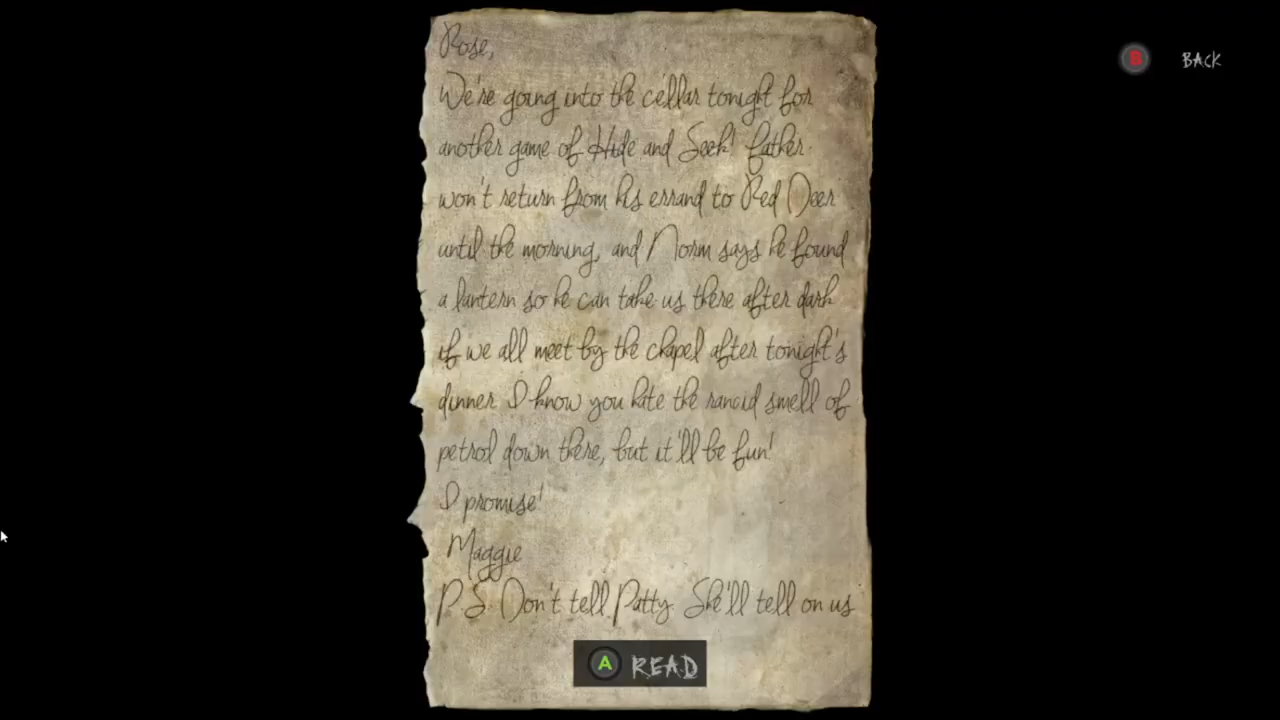 Rose,
We're going into the cellar tonight for
another game of Hide and Seek! Father
won't return from his errand to Red Deer
until the morning, and Norm says he found
a lantern so he can take us there after dark
if we all meet by the chapel after tonight's
dinner. I know you hate the rancid smell of
petrol down there, but it'll be fun!
I promise!
Maggie
P.S. Don't tell Patty. She'll tell on us
B BACK
A READ